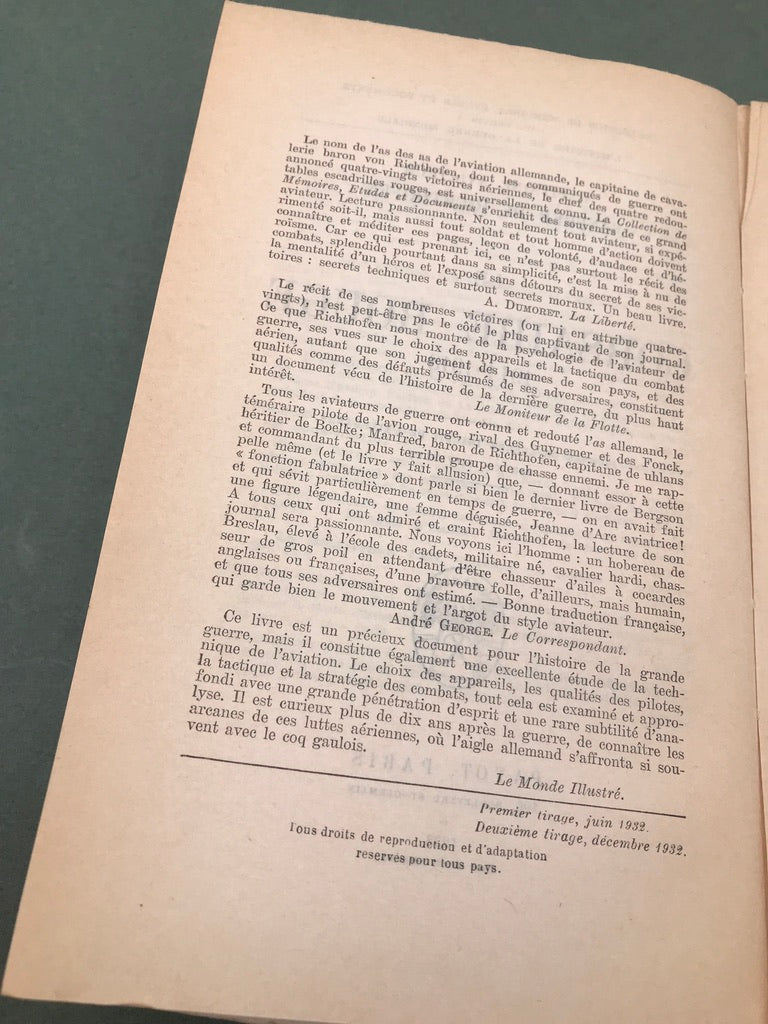 Le nom de l'as des as de l'aviation allemande, le capitaine de cava-
lerie baron von Richthofen, dont les communiqués de guerre ont
annoncé quatre-vingts victoires aériennes, le chef des quatre redou-
tables escadrilles rouges, est universellement connu. La Collection de
Mémoires, Etudes et Documents s'enrichit des souvenirs de ce grand
aviateur. Lecture passionnante. Non seulement tout aviateur, si expé-
rimenté soit-il, mais aussi tout soldat et tout homme d'action doivent
connaître et méditer ces pages, leçon de volonté, d'audace et d'hé-
roïsme. Car ce qui est prenant ici, ce n'est pas surtout le récit des
combats, splendide pourtant dans sa simplicité, c'est la mise à nu de
la mentalité d'un héros et l'exposé sans détours du secret de ses vic-
toires : secrets techniques et surtout secrets moraux. Un beau livre.
A. DUMORET. La Liberté.
Le récit de ses nombreuses victoires (on lui en attribue quatre-
vingts), n'est peut-être pas le côté le plus captivant de son journal.
Ce que Richthofen nous montre de la psychologie de l'aviateur de
guerre, ses vues sur le choix des appareils et la tactique du combat
aérien, autant que son jugement des hommes de son pays, et des
qualités comme des défauts présumés de ses adversaires, constituent
un document vécu de l'histoire de la dernière guerre, du plus haut
intérêt.
Le Moniteur de la Flotte.
Tous les aviateurs de guerre ont connu et redouté l'as allemand, le
téméraire pilote de l'avion rouge, rival des Guynemer et des Fonck,
héritier de Boelke ; Manfred, baron de Richthofen, capitaine de uhlans
et commandant du plus terrible groupe de chasse ennemi. Je me rap-
pelle même (et le livre y fait allusion) que, — donnant essor à cette
« fonction fabulatrice » dont parle si bien le dernier livre de Bergson
et qui sévit particulièrement en temps de guerre, — on en avait fait
une figure légendaire, une femme déguisée, Jeanne d'Arc aviatrice !
A tous ceux qui ont admiré et craint Richthofen, la lecture de son
journal sera passionnante. Nous voyons ici l'homme : un hobereau de
Breslau, élevé à l'école des cadets, militaire né, cavalier hardi, chas-
seur de gros poil en attendant d'être chasseur d'ailes à cocardes
anglaises ou françaises, d'une bravoure folle, d'ailleurs, mais humain,
et que tous ses adversaires ont estimé. — Bonne traduction française,
qui garde bien le mouvement et l'argot du style aviateur.
André GEORGE. Le Correspondant.
Ce livre est un précieux document pour l'histoire de la grande
guerre, mais il constitue également une excellente étude de la tech-
nique de l'aviation. Le choix des appareils, les qualités des pilotes,
la tactique et la stratégie des combats, tout cela est examiné et appro-
fondi avec une grande pénétration d'esprit et une rare subtilité d'ana-
lyse. Il est curieux plus de dix ans après la guerre, de connaître les
arcanes de ces luttes aériennes, où l'aigle allemand s'affronta si sou-
vent avec le coq gaulois.
Le Monde Illustré.
Premier tirage, juin 1932.
Deuxième tirage, décembre 1932.
Tous droits de reproduction et d'adaptation
reservés pour tous pays.